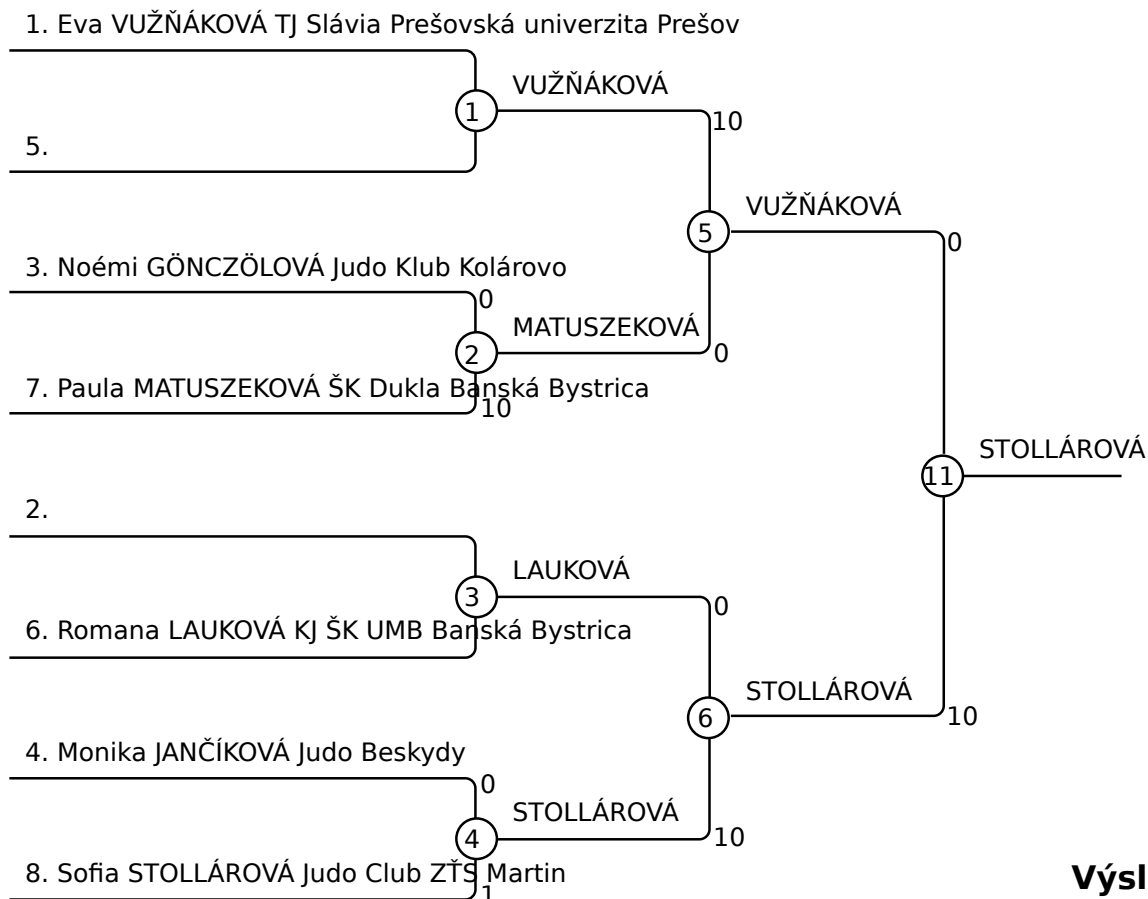 1. Eva VUŽŇÁKOVÁ TJ Slávia Prešovská univerzita Prešov
VUŽŇÁKOVÁ
1
10
5.
VUŽŇÁKOVÁ
5
0
3. Noémi GÖNCZÖLOVÁ Judo Klub Kolárovo
0
MATUSZEKOVÁ
2
0
7. Paula MATUSZEKOVÁ ŠK Dukla Banská Bystrica
10
STOLLÁROVÁ
11
2.
LAUKOVÁ
3
0
6. Romana LAUKOVÁ KJ ŠK UMB Banská Bystrica
STOLLÁROVÁ
6
10
4. Monika JANČÍKOVÁ Judo Beskydy
0
STOLLÁROVÁ
4
10
8. Sofia STOLLÁROVÁ Judo Club ZŤS Martin
1
Výsl